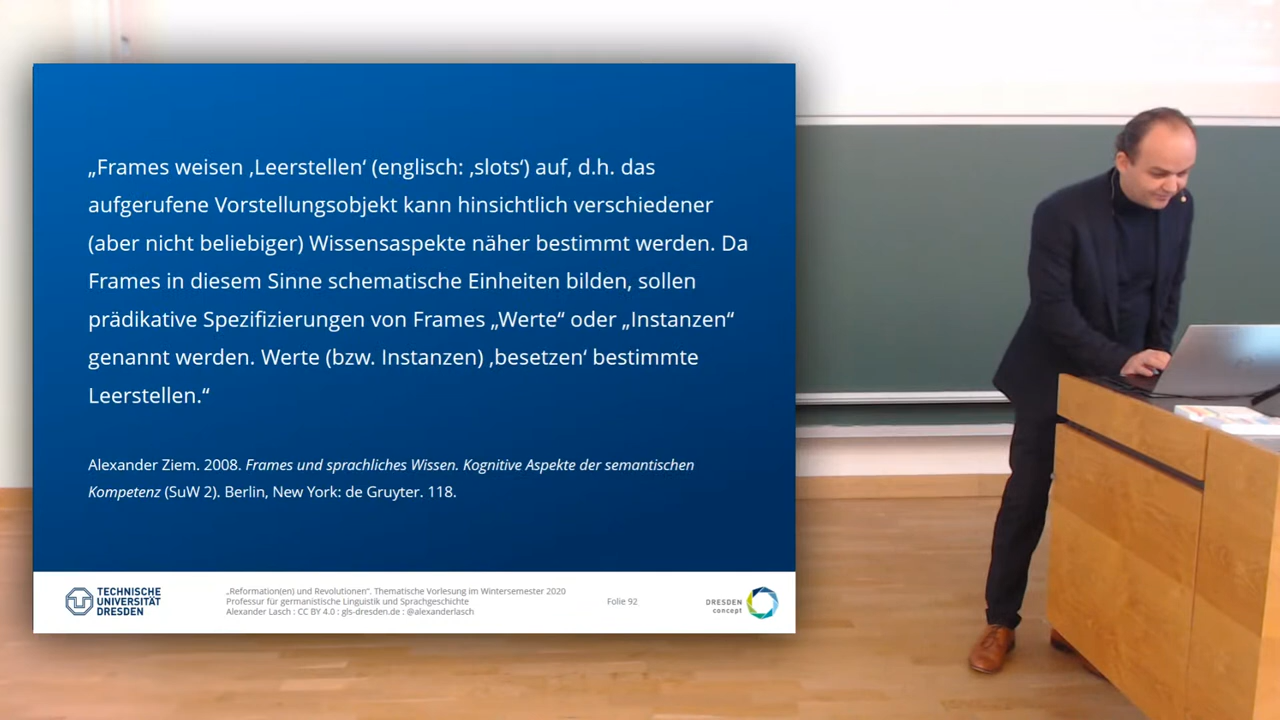 „Frames weisen ‚Leerstellen‘ (englisch: ‚slots‘) auf, d.h. das
aufgerufene Vorstellungsobjekt kann hinsichtlich verschiedener
(aber nicht beliebiger) Wissensaspekte näher bestimmt werden. Da
Frames in diesem Sinne schematische Einheiten bilden, sollen
prädikative Spezifizierungen von Frames „Werte“ oder „Instanzen“
genannt werden. Werte (bzw. Instanzen) ‚besetzen‘ bestimmte
Leerstellen.“
Alexander Ziem. 2008. Frames und sprachliches Wissen. Kognitive Aspekte der semantischen
Kompetenz (SuW 2). Berlin, New York: de Gruyter. 118.
TECHNISCHE
UNIVERSITÄT
DRESDEN
„Reformation(en) und Revolutionen“. Thematische Vorlesung im Wintersemester 2020
Professur für germanistische Linguistik und Sprachgeschichte
Alexander Lasch : CC BY 4.0 : gls-dresden.de : @alexanderlasch
Folie 92
DRESDEN
concept